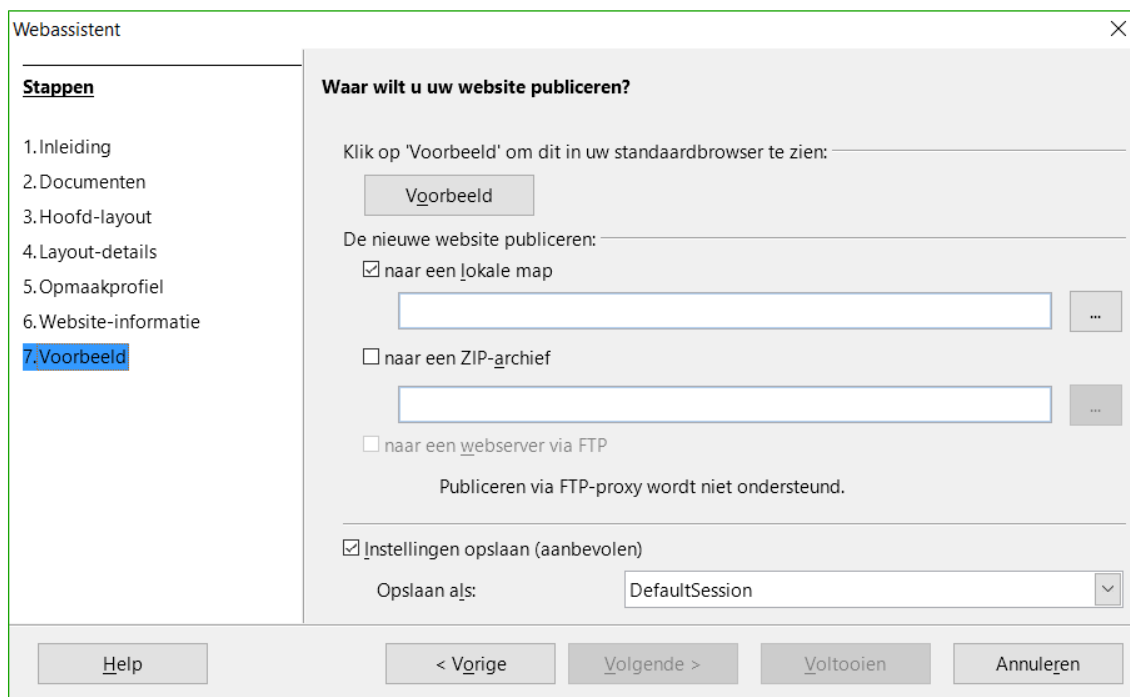 Webassistent
Stappen
1. Inleiding
2. Documenten
3. Hoofd-layout
4. Layout-details
5. Opmaakprofiel
6. Website-informatie
7. Voorbeeld
Waar wilt u uw website publiceren?
Klik op 'Voorbeeld' om dit in uw standaardbrowser te zien:
Voorbeeld
De nieuwe website publiceren:
naar een lokale map
...
naar een ZIP-archief
...
naar een webserver via FTP
Publiceren via FTP-proxy wordt niet ondersteund.
Instellingen opslaan (aanbevolen)
Opslaan als: DefaultSession
Help < Vorige Volgende > Voltooien Annuleren